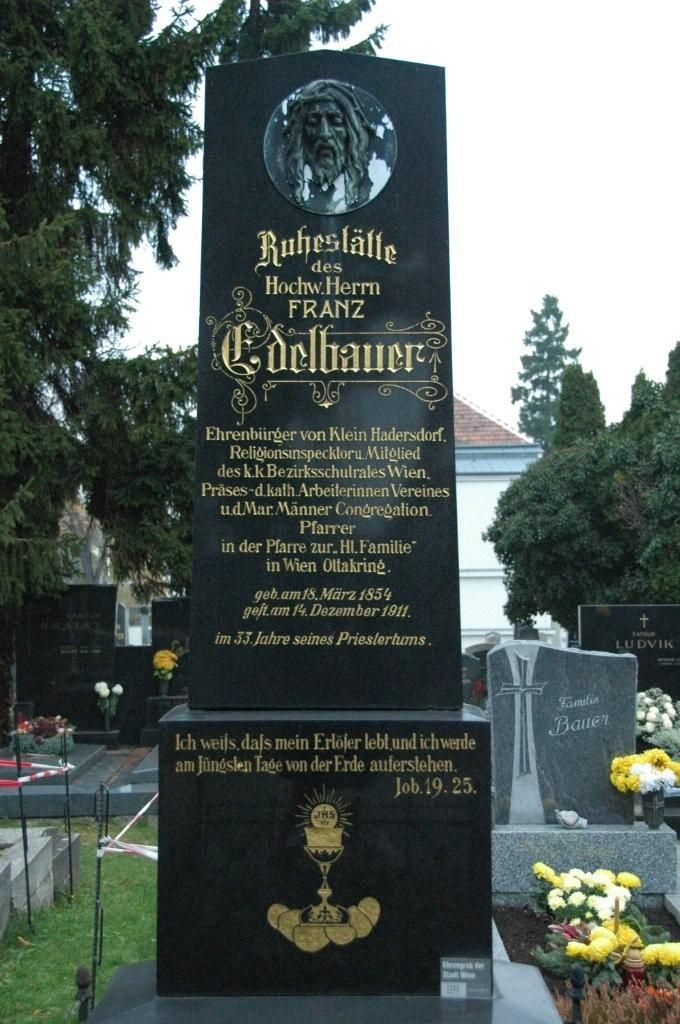 Ruhestätte
des
Hochw. Herrn
FRANZ
Edelbauer
Ehrenbürger von Klein Hadersdorf,
Religionsinspecktor u. Mitglied
des k.k. Bezirksschulrates Wien,
Präses d. kath. Arbeiterinnen Vereines
u.d. Mar. Männer Congregation.
Pfarrer
in der Pfarre zur „Hl. Familie"
in Wien Ottakring.
geb. am 18. März 1854
gest. am 14. Dezember 1911.
im 33. Jahre seines Priestertums.
Ich weifs, dafs mein Erlöser lebt, und ich werde
am Jüngsten Tage von der Erde auferstehen.
Job. 19. 25.
JHS
Ehrengrab der
Stadt Wien
Familie
Bauer
FAMILIE
LUDVIK